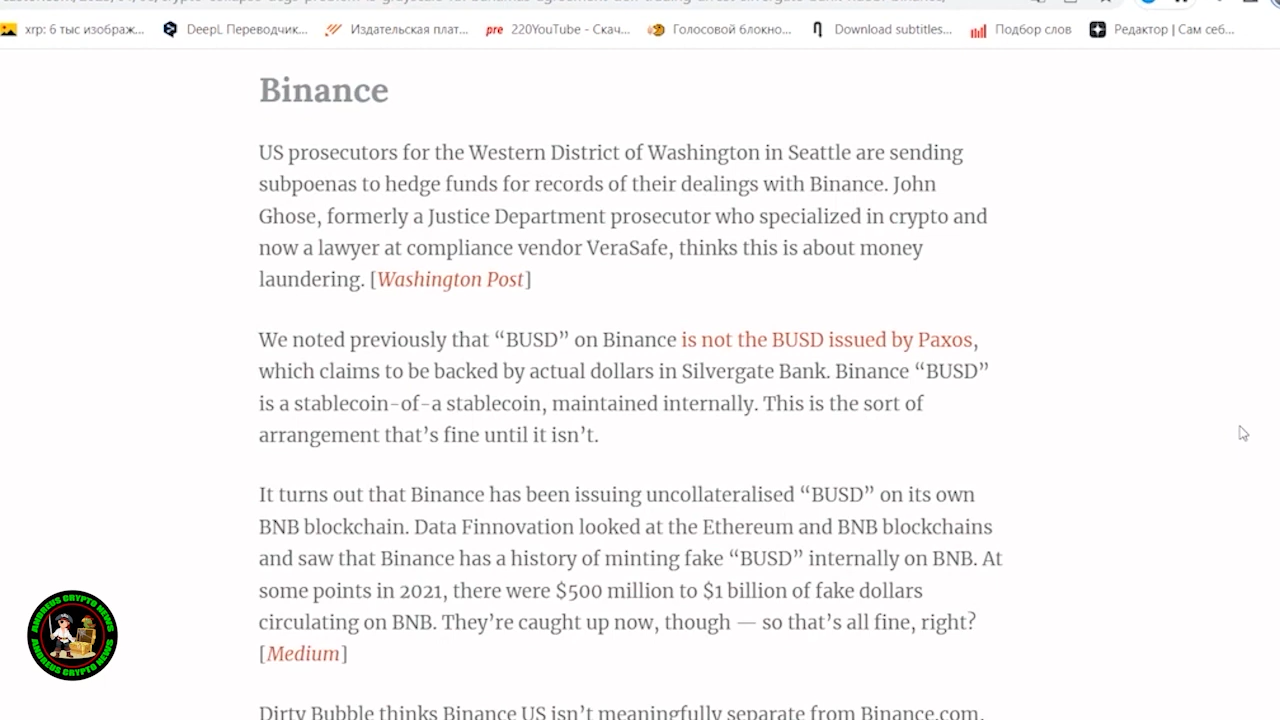 xrp: 6 тыс изображ...
DeepL Переводчик...
Издательская плат...
pre 220YouTube - Скач...
Голосовой блокно...
Download subtitles...
Подбор слов
Редактор | Сам себ...
Binance
US prosecutors for the Western District of Washington in Seattle are sending
subpoenas to hedge funds for records of their dealings with Binance. John
Ghose, formerly a Justice Department prosecutor who specialized in crypto and
now a lawyer at compliance vendor VeraSafe, thinks this is about money
laundering. [Washington Post]
We noted previously that “BUSD” on Binance is not the BUSD issued by Paxos,
which claims to be backed by actual dollars in Silvergate Bank. Binance “BUSD”
is a stablecoin-of-a stablecoin, maintained internally. This is the sort of
arrangement that’s fine until it isn’t.
It turns out that Binance has been issuing uncollateralised “BUSD” on its own
BNB blockchain. Data Finnovation looked at the Ethereum and BNB blockchains
and saw that Binance has a history of minting fake “BUSD” internally on BNB. At
some points in 2021, there were $500 million to $1 billion of fake dollars
circulating on BNB. They’re caught up now, though — so that’s all fine, right?
[Medium]
ANDREUS CRYPTO NEWS
ANDREUS CRYPTO NEWS
Dirty Bubble thinks Binance US isn’t meaningfully separate from Binance.com.